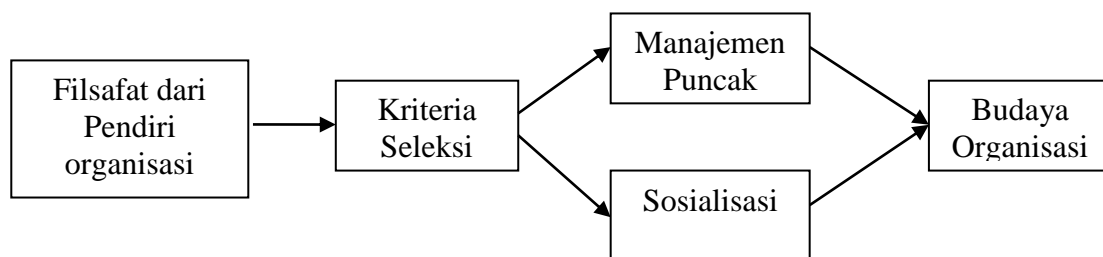 Filsafat dari
Pendiri
organisasi
Kriteria
Seleksi
Manajemen
Puncak
Sosialisasi
Budaya
Organisasi